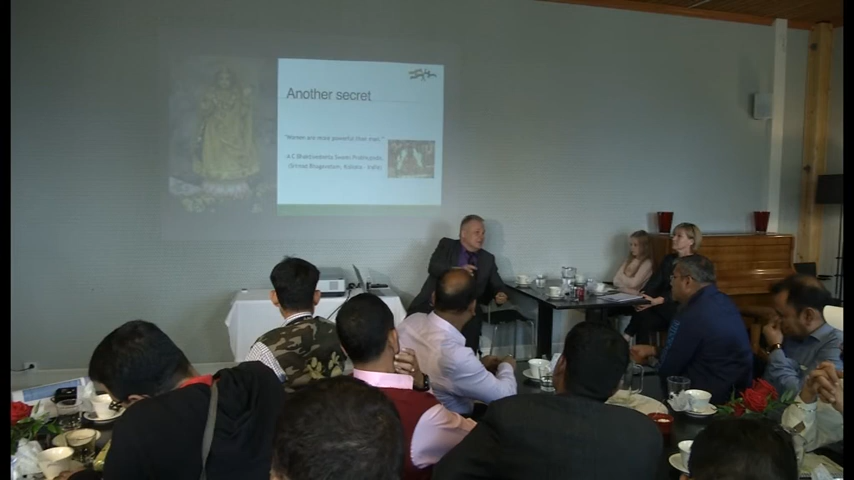 Another secret
"Women are more powerful than men."
A C Bhaktivedanta Swami Prabhupada
(Srimad Bhagavatam, Kolkata - India)